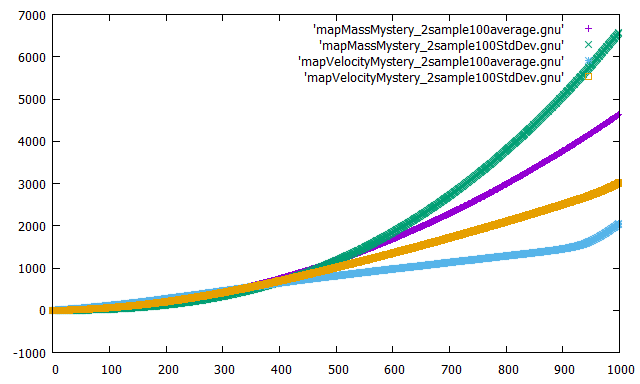 7000
6000
5000
4000
3000
2000
1000
0
-1000
'mapMassMystery_2sample100average.gnu'
'mapMassMystery_2sample100StdDev.gnu'
'mapVelocityMystery_2sample100average.gnu'
'mapVelocityMystery_2sample100StdDev.gnu'
0 100 200 300 400 500 600 700 800 900 1000